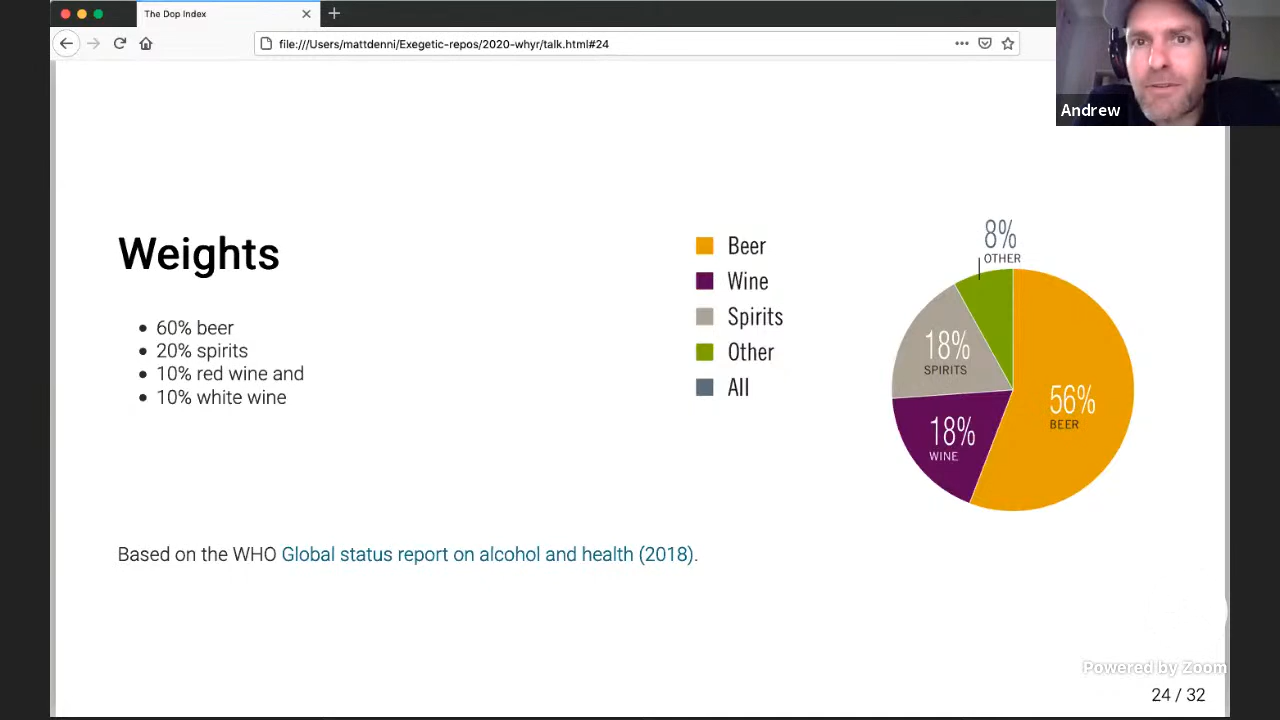 The Dop Index
file:///Users/mattdenni/Exegetic-repos/2020-whyr/talk.html#24
Andrew
Weights
60% beer
20% spirits
10% red wine and
10% white wine
Beer
Wine
Spirits
Other
All
8%
OTHER
18%
SPIRITS
56%
BEER
18%
WINE
Based on the WHO Global status report on alcohol and health (2018).
Powered by Zoom
24 / 32